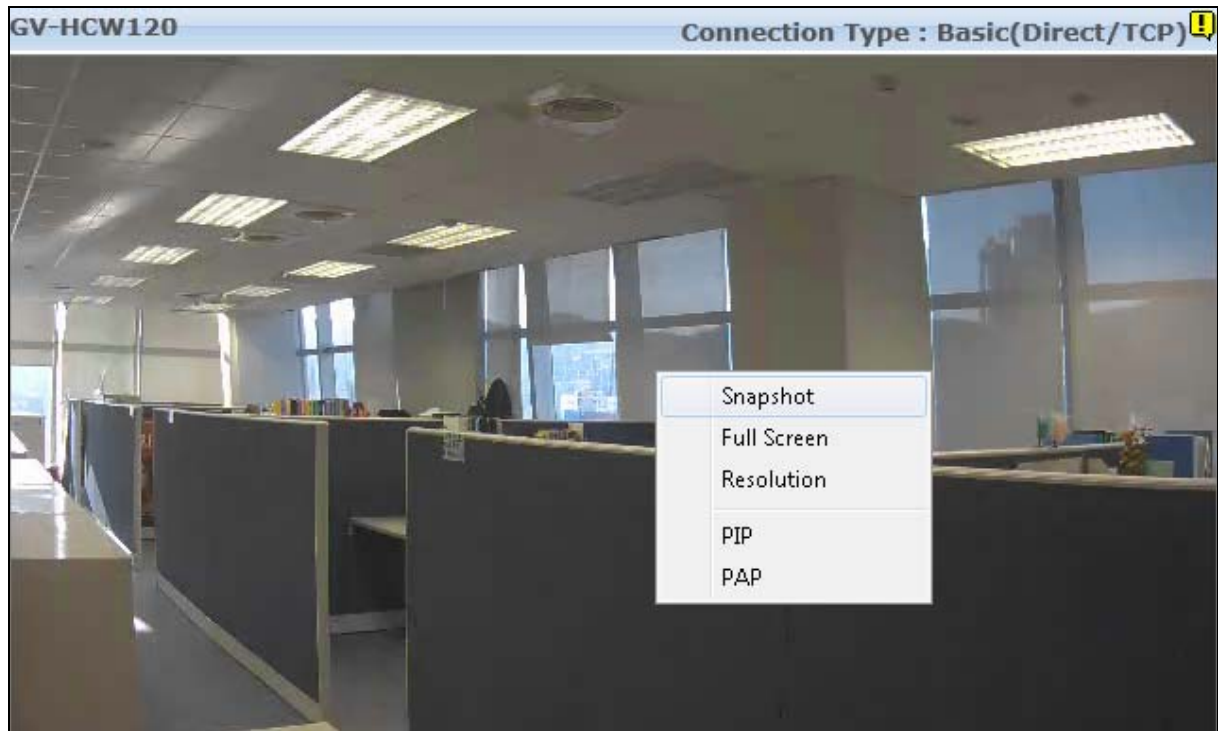 GV-HCW120
Connection Type : Basic(Direct/TCP)
Snapshot
Full Screen
Resolution
PIP
PAP